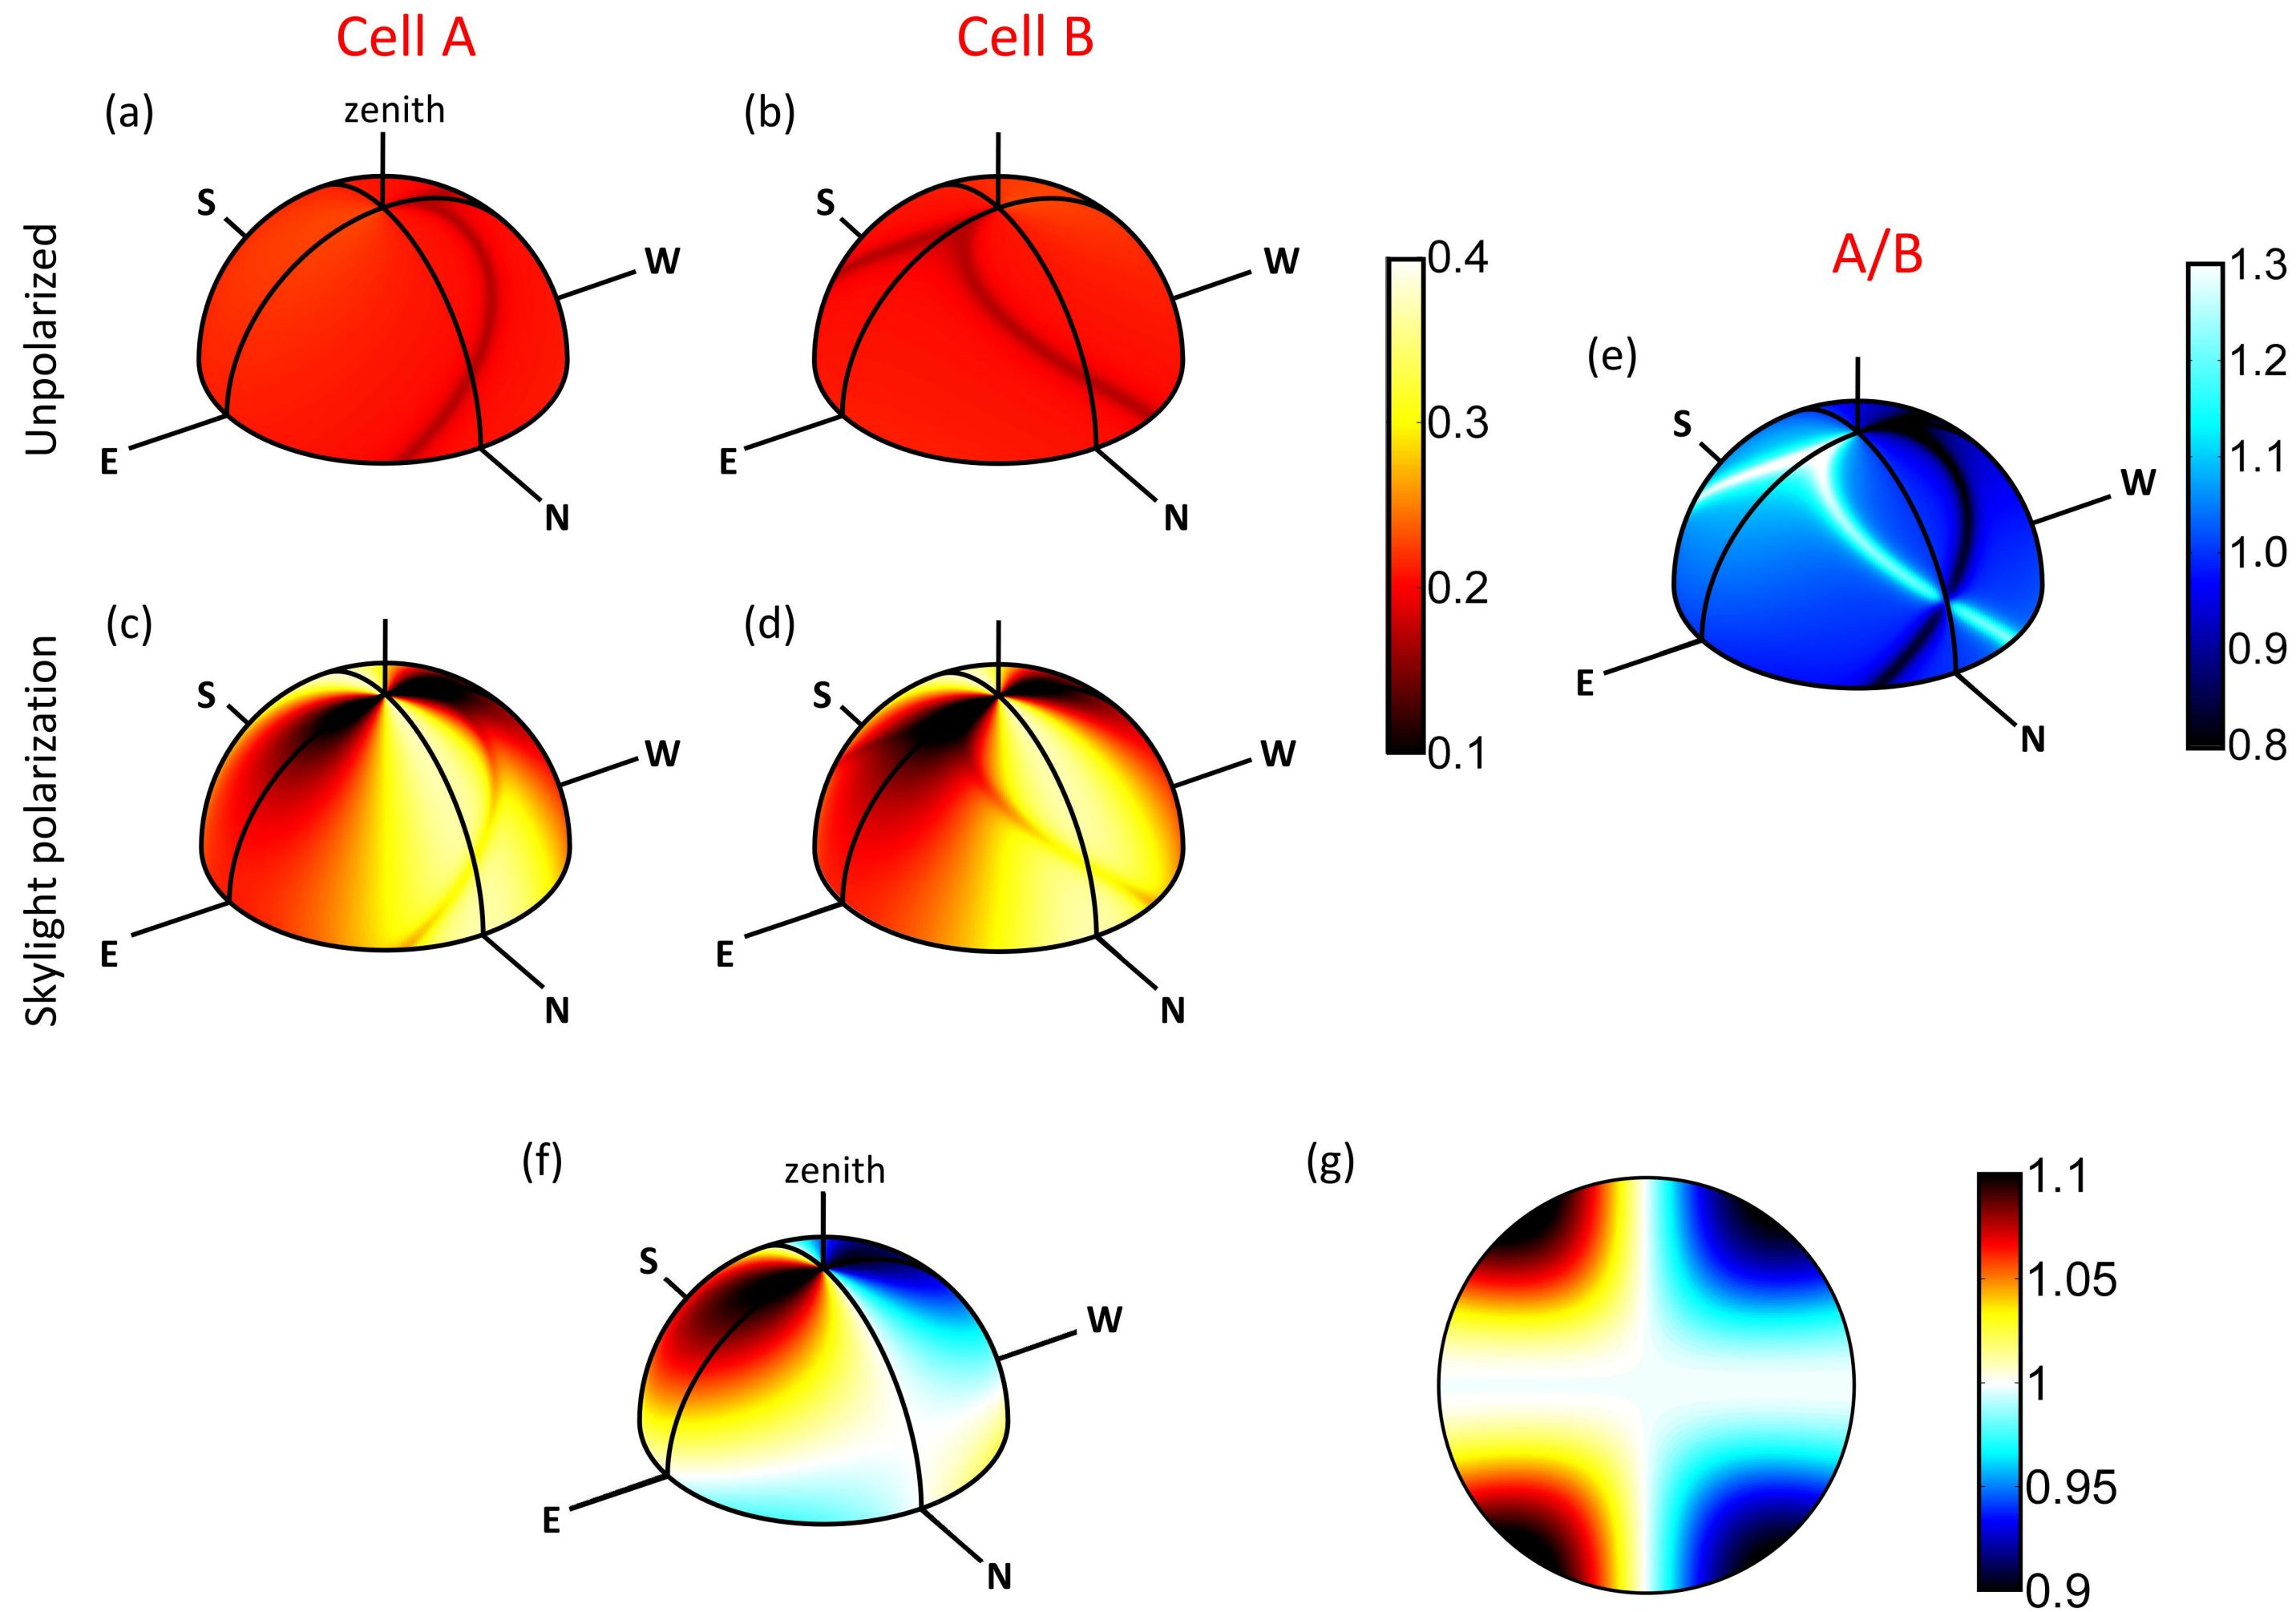 Cell A
Cell B
(a)
zenith
S
W
E
N
(b)
S
W
E
N
Unpolarized
0.4
0.3
0.2
0.1
A/B
(e)
S
W
E
N
1.3
1.2
1.1
1.0
0.9
0.8
(c)
S
W
E
N
(d)
S
W
E
N
Skylight polarization
(f)
zenith
S
W
E
N
(g)
1.1
1.05
1
0.95
0.9